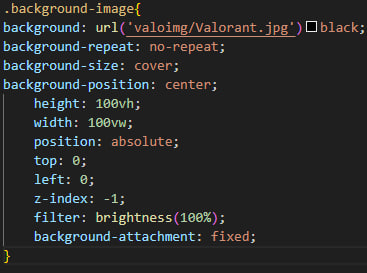 .background-image{
background: url('valoimg/Valorant.jpg')black;
background-repeat: no-repeat;
background-size: cover;
background-position: center;
height: 100vh;
width: 100vw;
position: absolute;
top: 0;
left: 0;
z-index: -1;
filter: brightness(100%);
background-attachment: fixed;
}